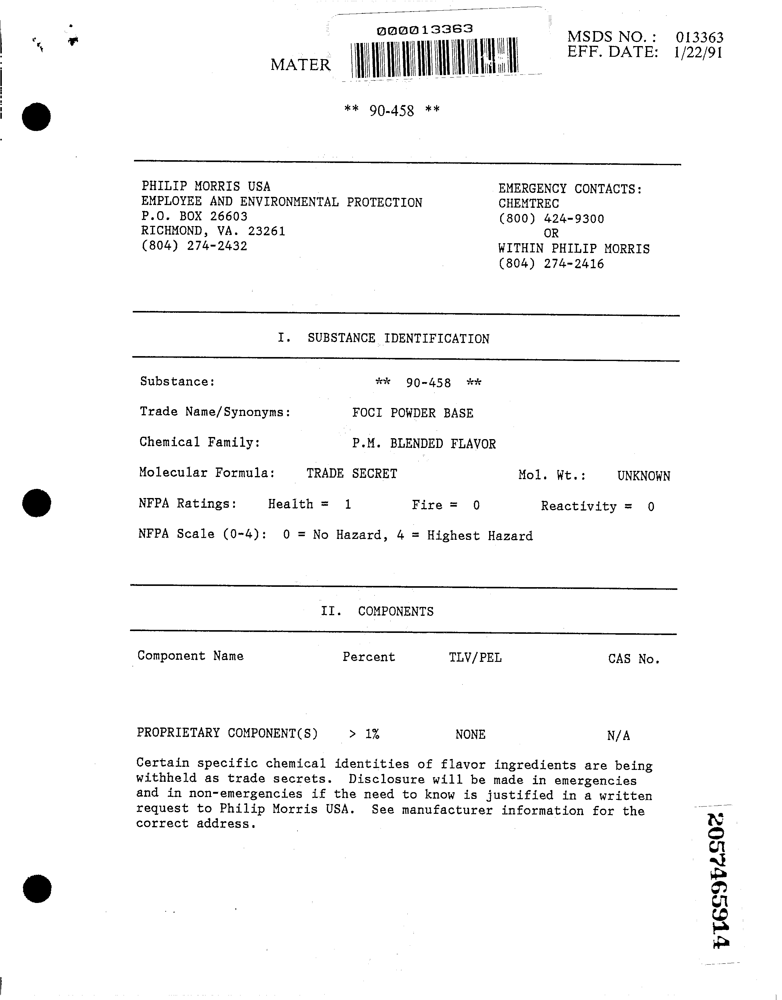 000013363
MSDS NO. : 013363
EFF. DATE: 1/22/91
MATER
** 90-458 **
PHILIP MORRIS USA
EMPLOYEE AND ENVIRONMENTAL PROTECTION
P.O. BOX 26603
RICHMOND, VA. 23261
(804) 274-2432
EMERGENCY CONTACTS:
CHEMTREC
(800) 424-9300
OR
WITHIN PHILIP MORRIS
(804) 274-2416
I. SUBSTANCE IDENTIFICATION
Substance: ** 90-458 **
Trade Name/Synonyms: FOCI POWDER BASE
Chemical Family: P.M. BLENDED FLAVOR
Molecular Formula: TRADE SECRET Mol. Wt.: UNKNOWN
NFPA Ratings: Health = 1 Fire = 0 Reactivity = 0
NFPA Scale (0-4): 0 = No Hazard, 4 = Highest Hazard
II. COMPONENTS
Component Name Percent TLV/PEL CAS No.
PROPRIETARY COMPONENT(S) > 1% NONE N/A
Certain specific chemical identities of flavor ingredients are being
withheld as trade secrets. Disclosure will be made in emergencies
and in non-emergencies if the need to know is justified in a written
request to Philip Morris USA. See manufacturer information for the
correct address.
2057465914